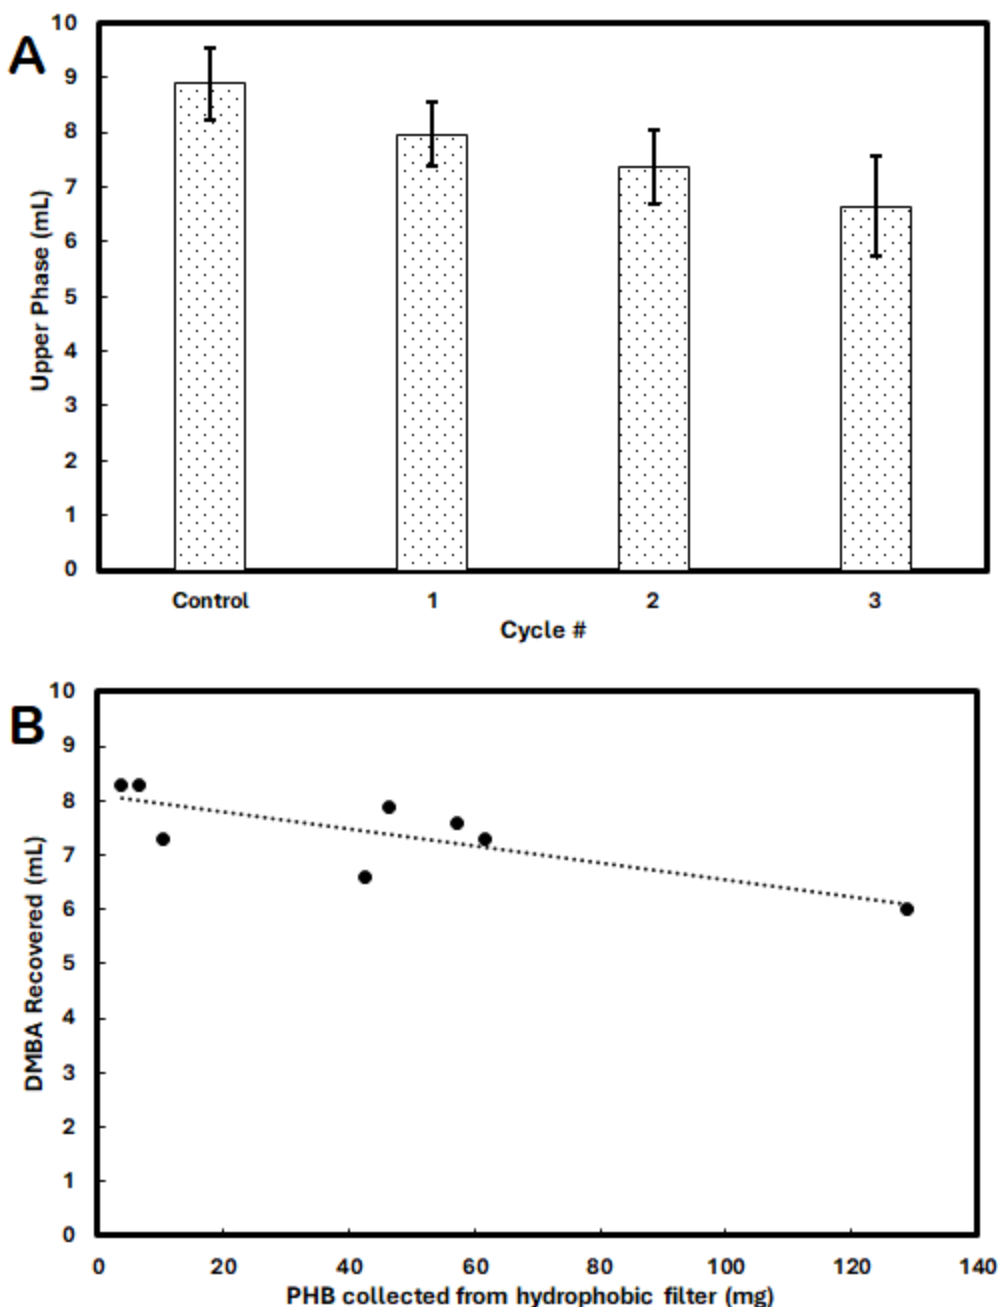 A
10
9
8
7
6
5
4
3
2
1
0
Upper Phase (mL)
Control 1 2 3
Cycle #
B
10
9
8
7
6
5
4
3
2
1
0
DMBA Recovered (mL)
0 20 40 60 80 100 120 140
PHB collected from hydrophobic filter (mg)